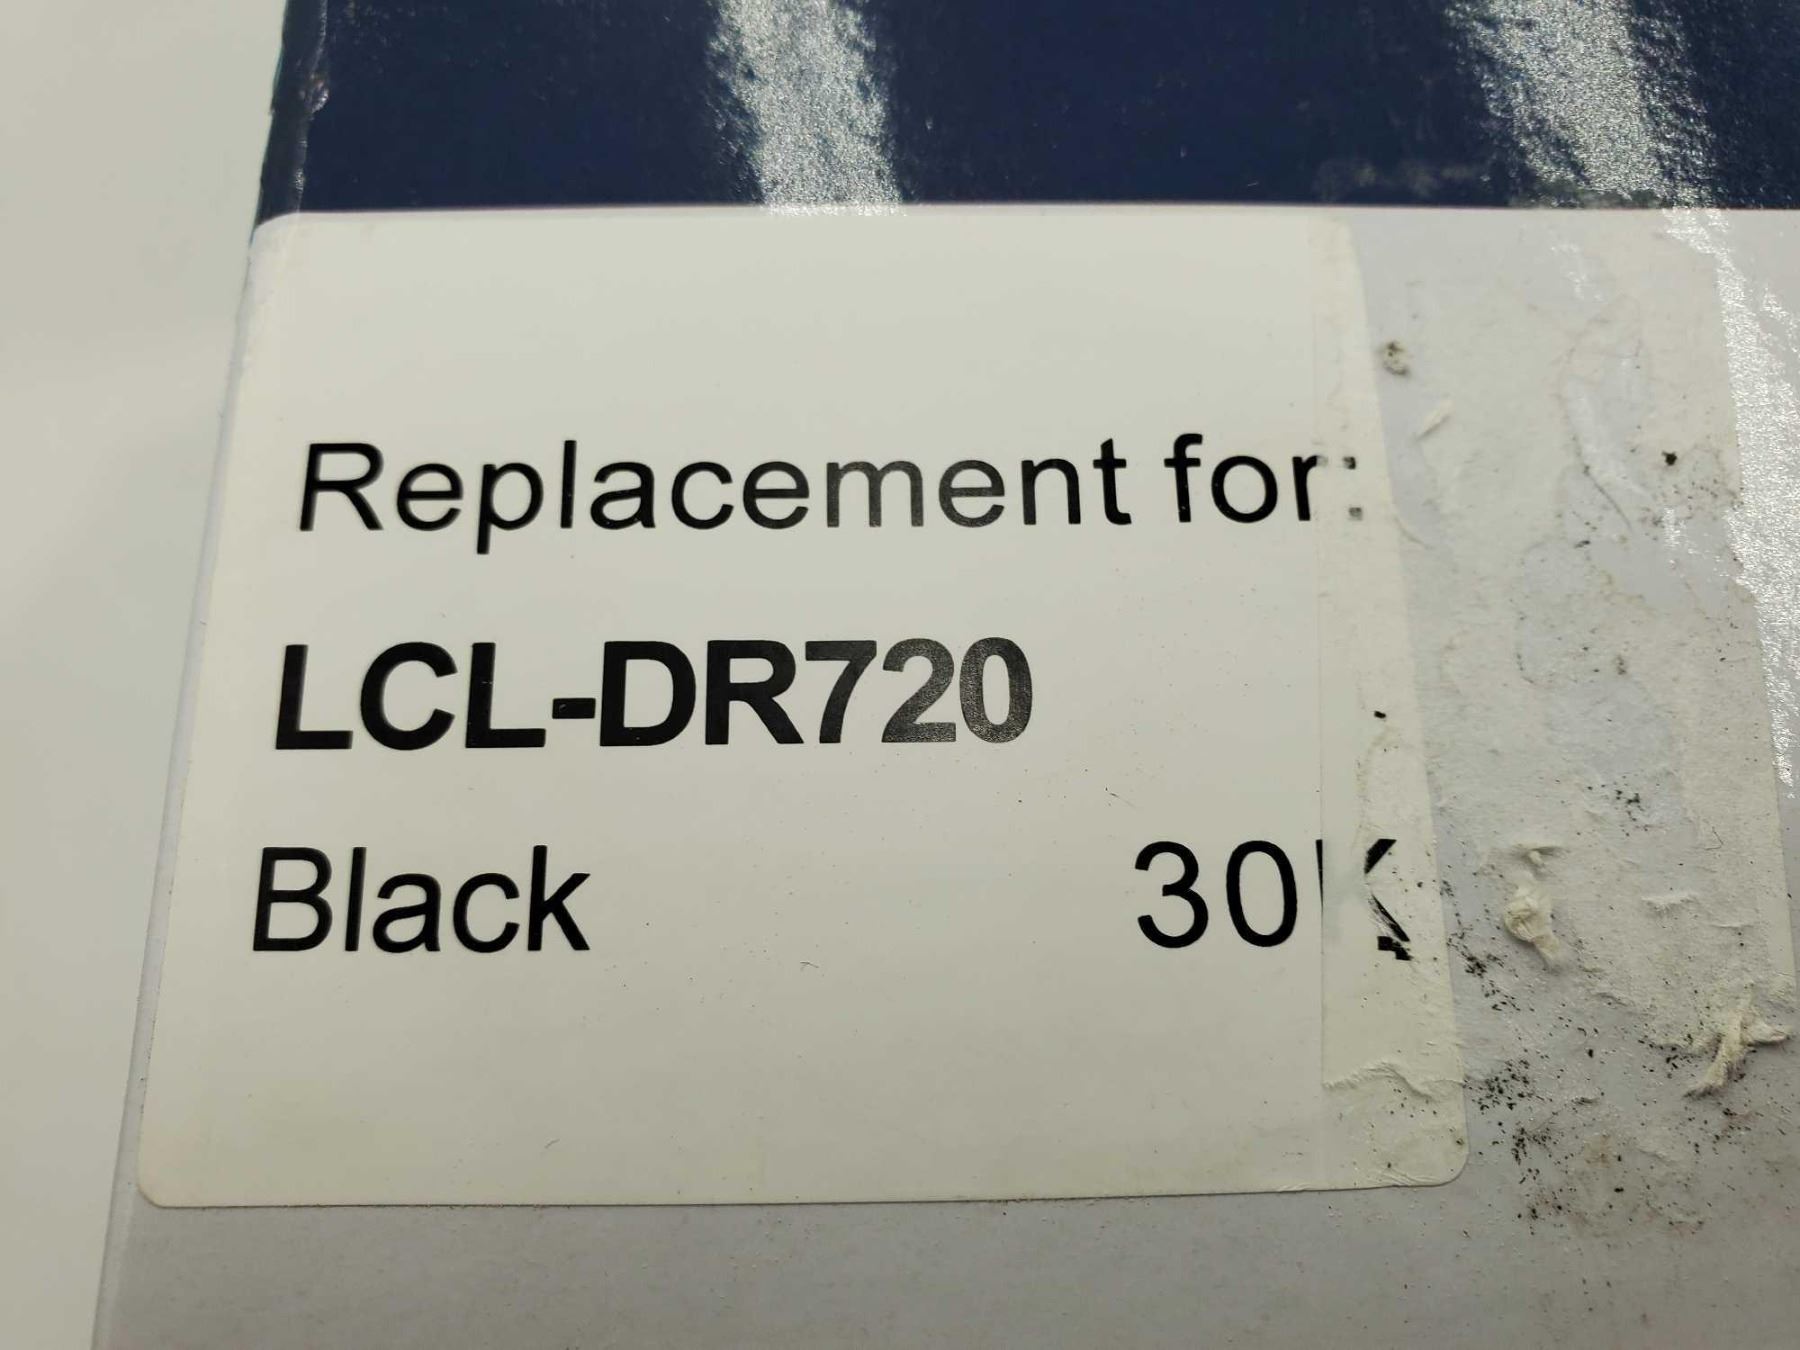 Replacement for:
LCL-DR720
Black 30K